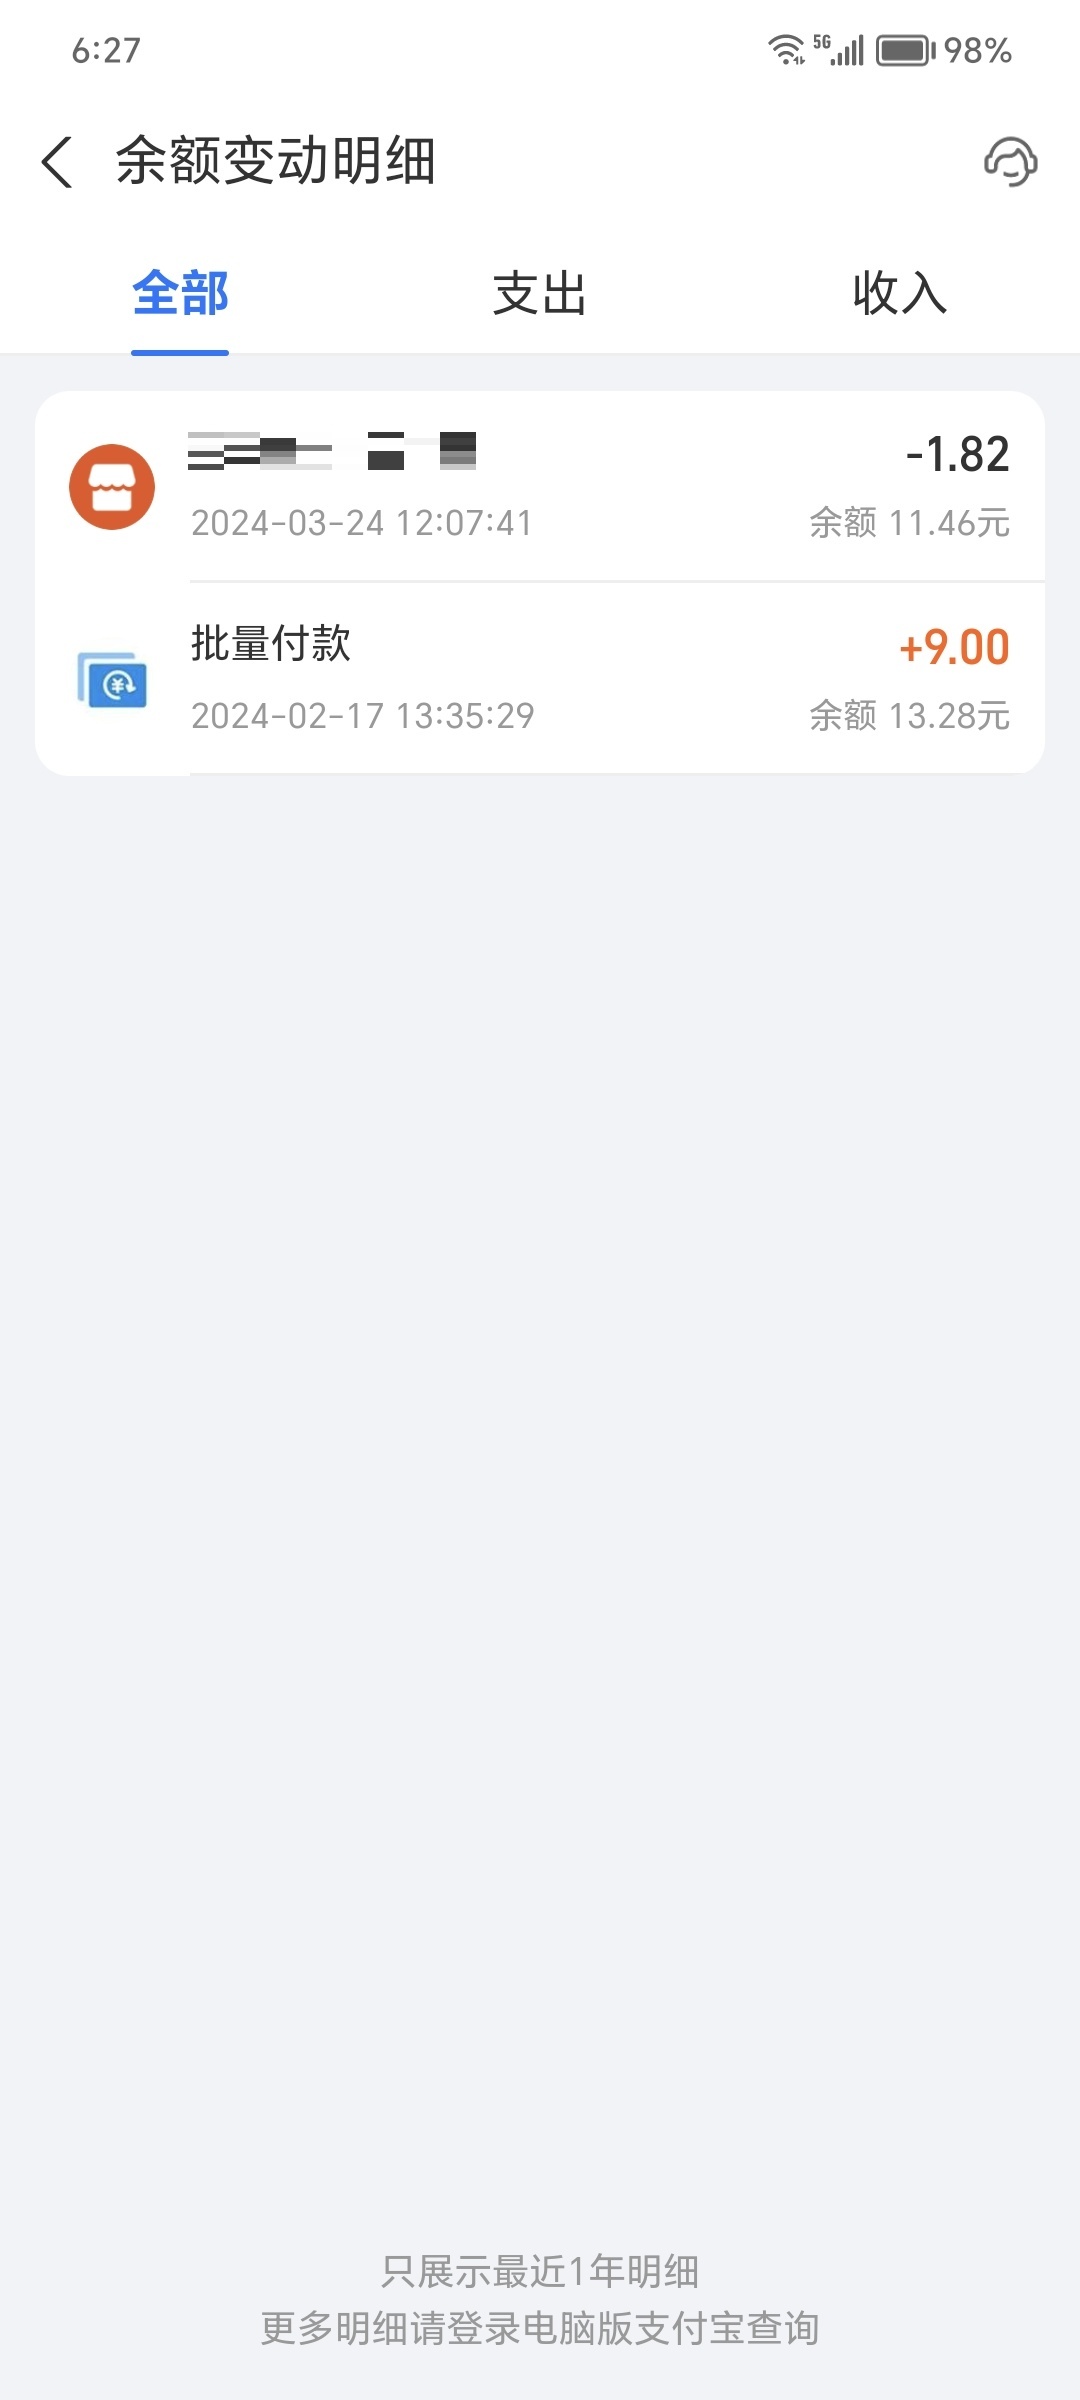 6:27
5G 98%
余额变动明细
全部 支出 收入
-1.82
2024-03-24 12:07:41 余额 11.46元
批量付款 +9.00
2024-02-17 13:35:29 余额 13.28元
只展示最近1年明细
更多明细请登录电脑版支付宝查询